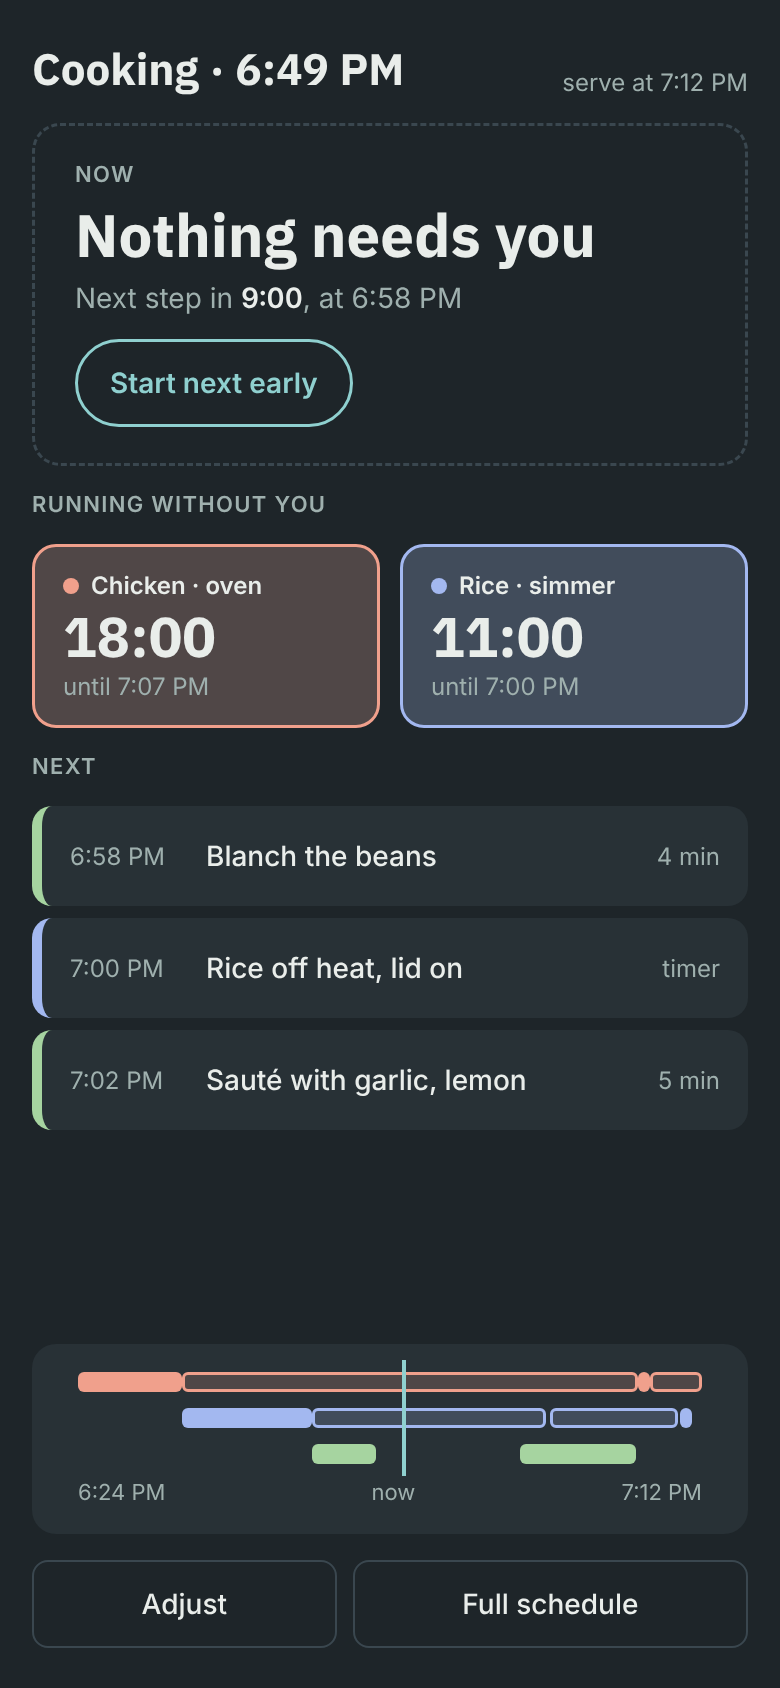 Cooking · 6:49 PM
serve at 7:12 PM
NOW
Nothing needs you
Next step in 9:00, at 6:58 PM
Start next early
RUNNING WITHOUT YOU
Chicken · oven
18:00
until 7:07 PM
Rice · simmer
11:00
until 7:00 PM
NEXT
6:58 PM Blanch the beans 4 min
7:00 PM Rice off heat, lid on timer
7:02 PM Sauté with garlic, lemon 5 min
6:24 PM now 7:12 PM
Adjust
Full schedule